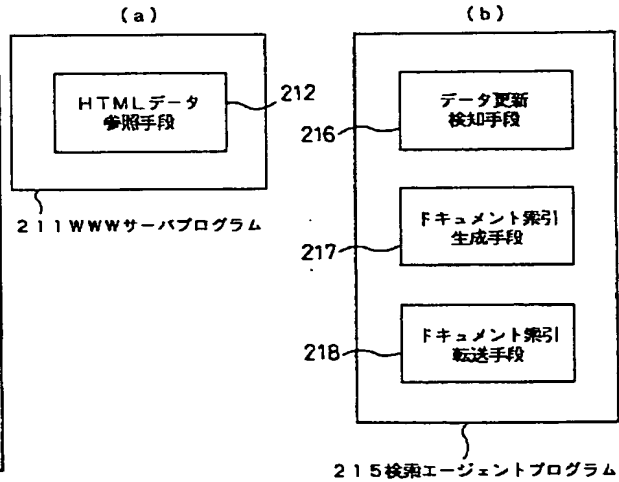 (a)
HTMLデータ
参照手段
212
211WWWサーバプログラム
(b)
データ更新
検知手段
216
ドキュメント索引
生成手段
217
ドキュメント索引
転送手段
218
215検索エージェントプログラム